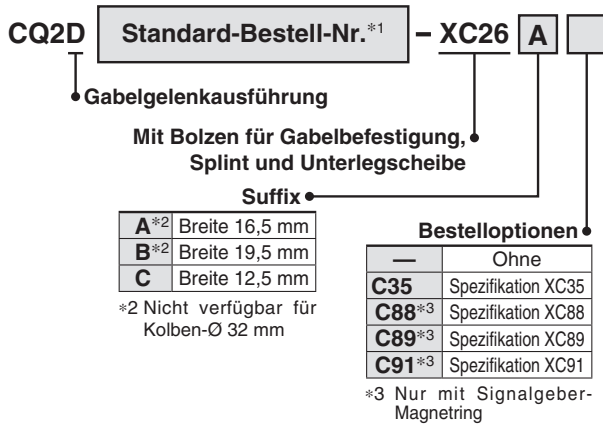 CQ2D Standard-Bestell-Nr.*1 – XC26 A
Gabelgelenkausführung
Mit Bolzen für Gabelbefestigung,
Splint und Unterlegscheibe
Suffix
A*2 Breite 16,5 mm
B*2 Breite 19,5 mm
C Breite 12,5 mm
*2 Nicht verfügbar für
Kolben-Ø 32 mm
Bestelloptionen
— Ohne
C35 Spezifikation XC35
C88*3 Spezifikation XC88
C89*3 Spezifikation XC89
C91*3 Spezifikation XC91
*3 Nur mit Signalgeber-
Magnetring